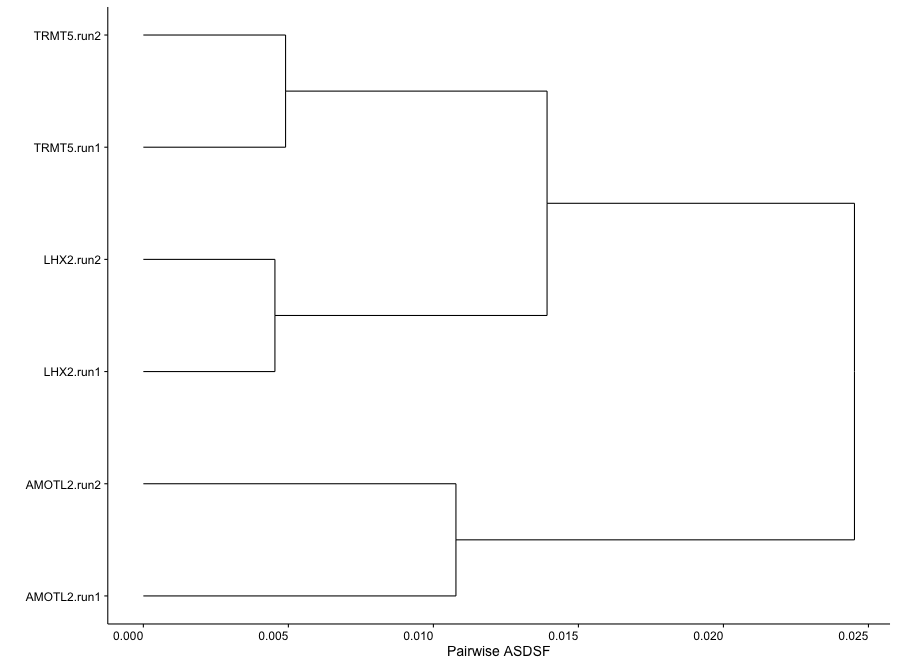 TRMT5.run2
TRMT5.run1
LHX2.run2
LHX2.run1
AMOTL2.run2
AMOTL2.run1
0.000 0.005 0.010 0.015 0.020 0.025
Pairwise ASDSF